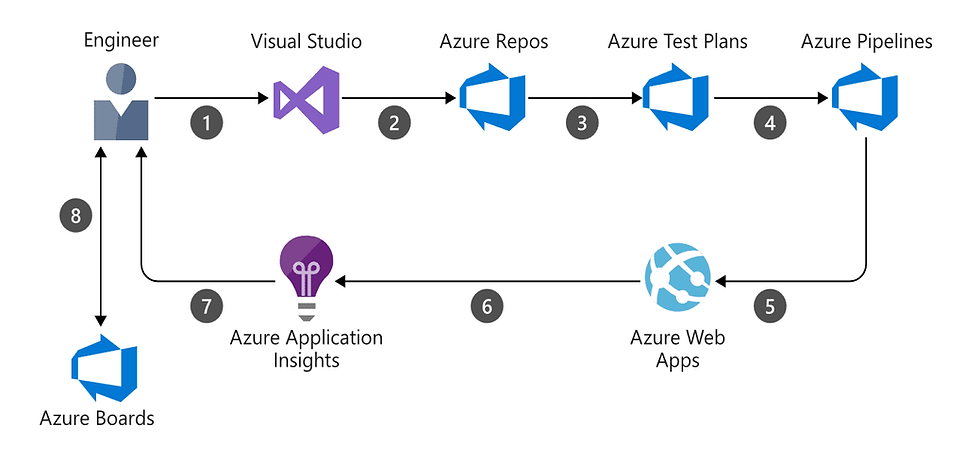 Engineer
Visual Studio
Azure Repos
Azure Test Plans
Azure Pipelines
1
2
3
4
8
7
6
5
Azure Application
Insights
Azure Web
Apps
Azure Boards